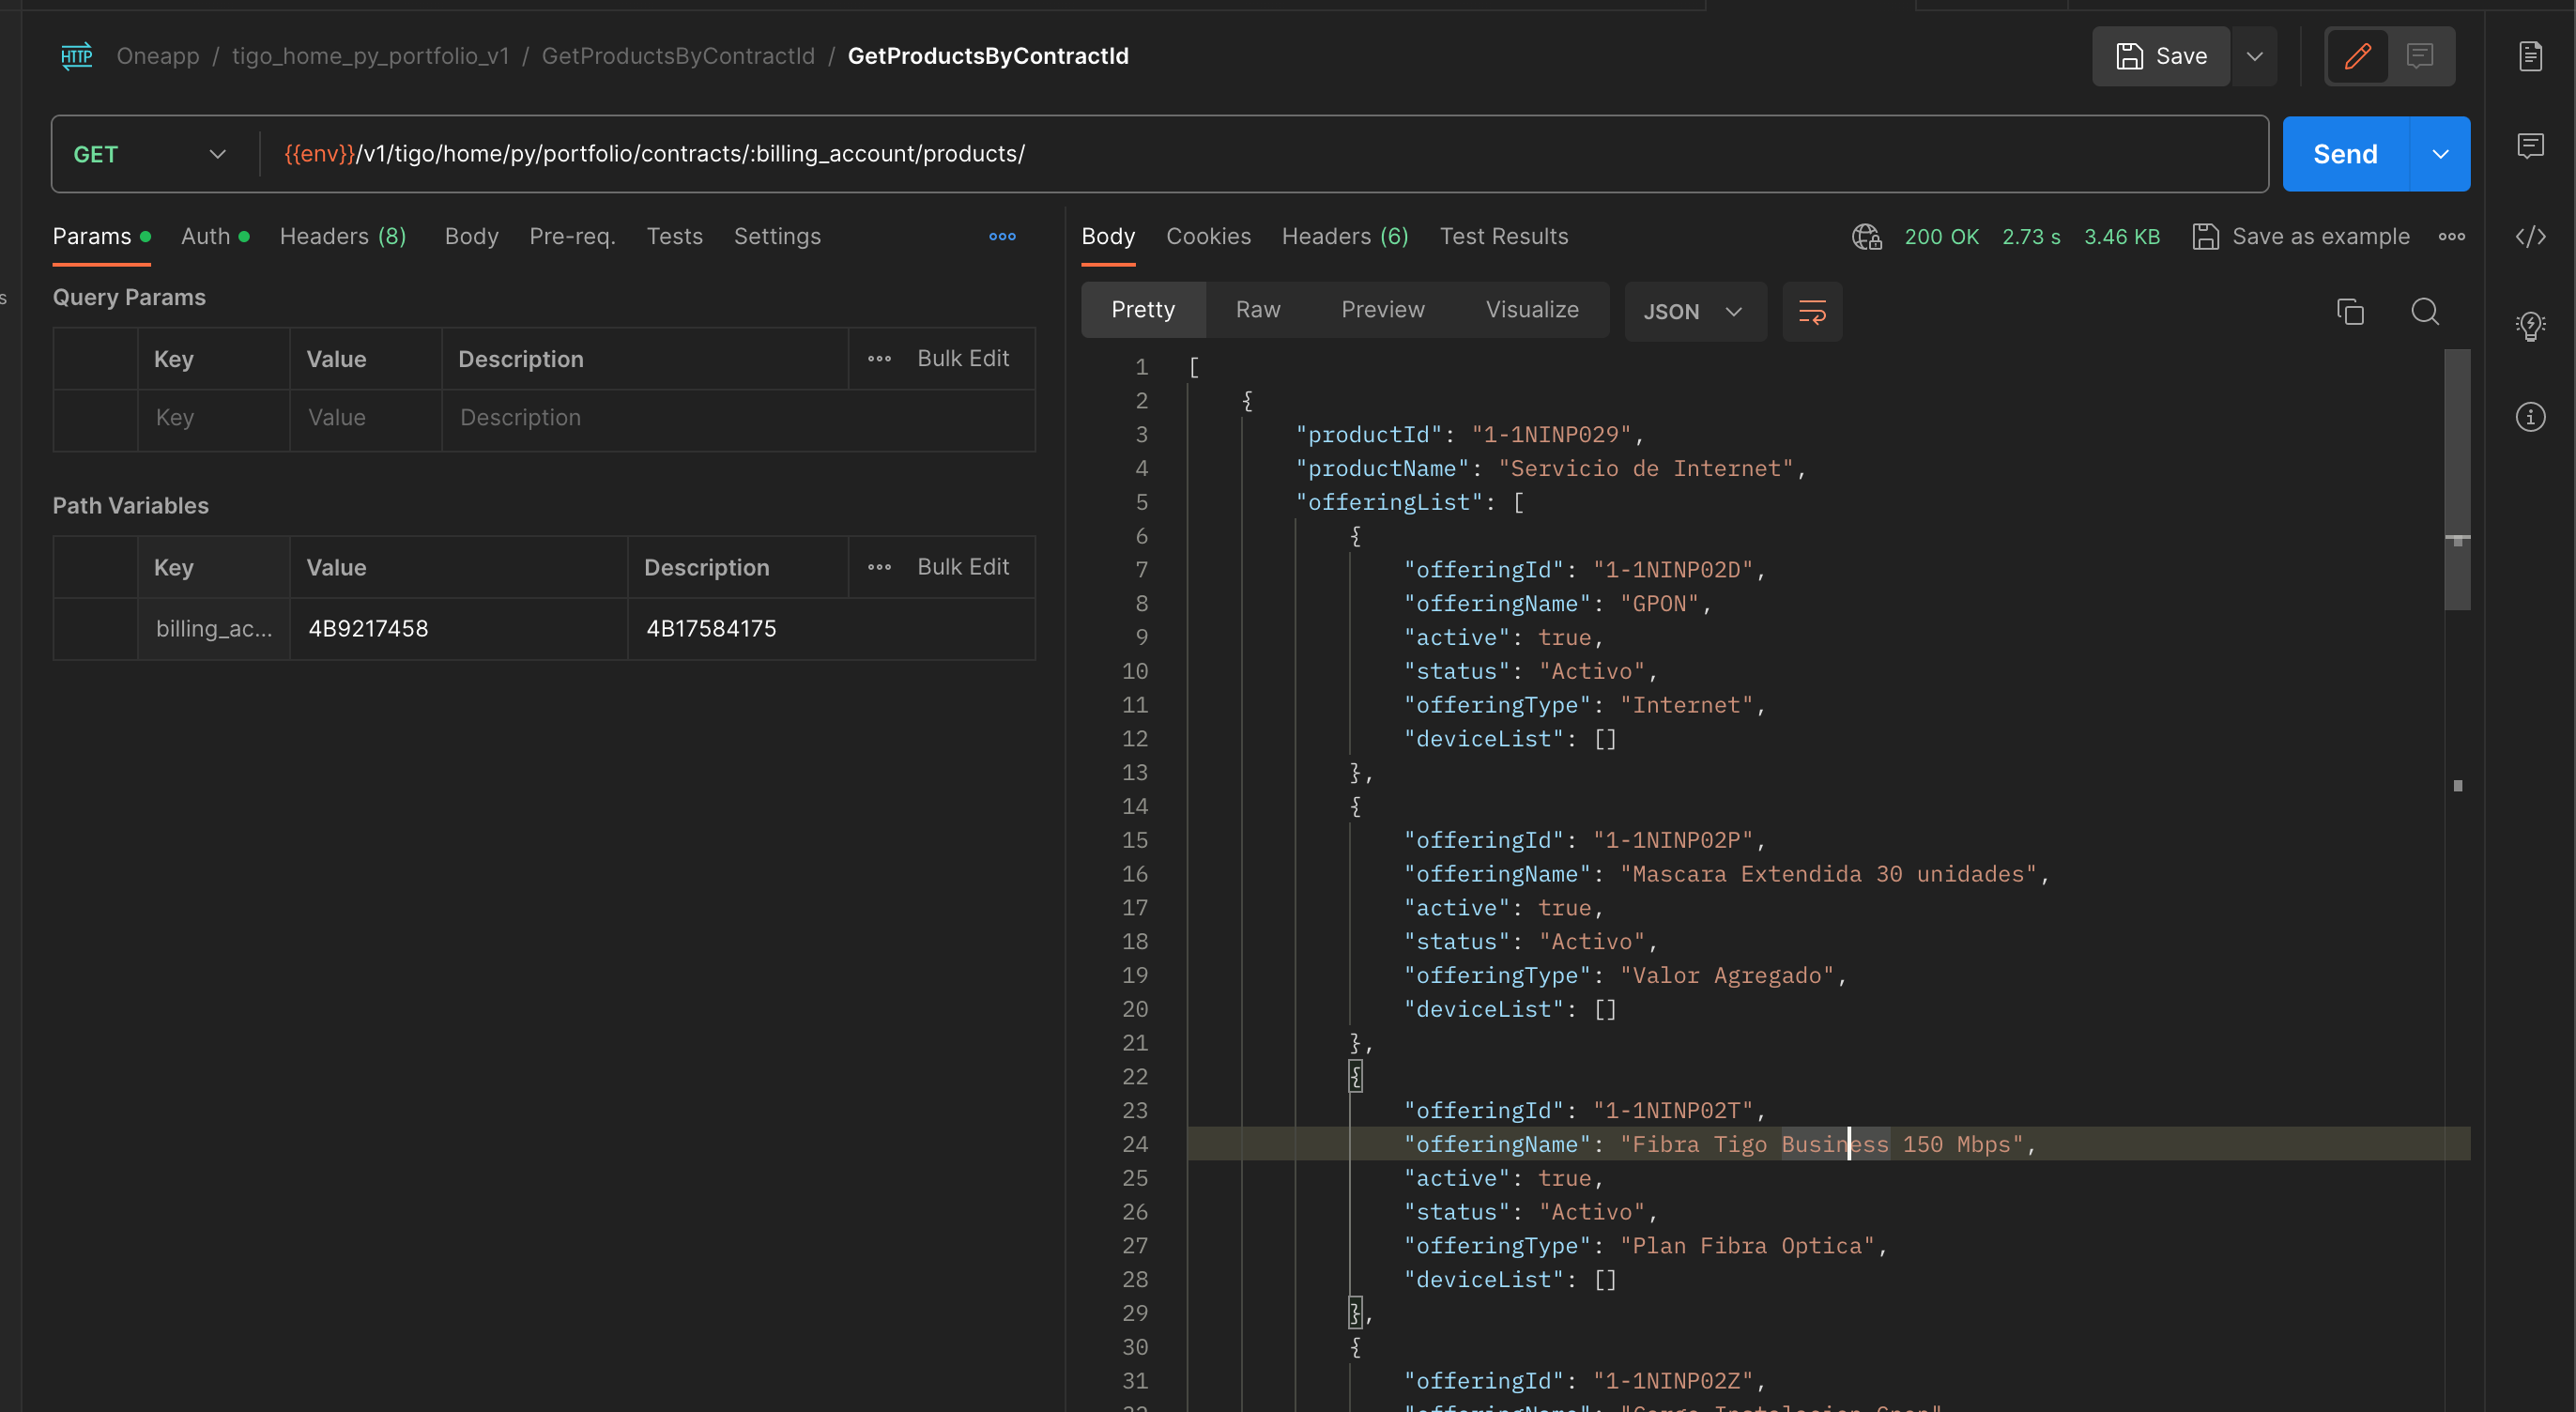 HTTP Oneapp / tigo_home_py_portfolio_v1 / GetProductsByContractId / GetProductsByContractId
Save
GET {{env}}/v1/tigo/home/py/portfolio/contracts/:billing_account/products/
Send
Params Auth Headers (8) Body Pre-req. Tests Settings
Query Params
Key Value Description Bulk Edit
Key Value Description
Path Variables
Key Value Description Bulk Edit
billing_ac... 4B9217458 4B17584175
Body Cookies Headers (6) Test Results 200 OK 2.73 s 3.46 KB Save as example
Pretty Raw Preview Visualize JSON
1 [
2 {
3 "productId": "1-1NINP029",
4 "productName": "Servicio de Internet",
5 "offeringList": [
6 {
7 "offeringId": "1-1NINP02D",
8 "offeringName": "GPON",
9 "active": true,
10 "status": "Activo",
11 "offeringType": "Internet",
12 "deviceList": []
13 },
14 {
15 "offeringId": "1-1NINP02P",
16 "offeringName": "Mascara Extendida 30 unidades",
17 "active": true,
18 "status": "Activo",
19 "offeringType": "Valor Agregado",
20 "deviceList": []
21 },
22 {
23 "offeringId": "1-1NINP02T",
24 "offeringName": "Fibra Tigo Business 150 Mbps",
25 "active": true,
26 "status": "Activo",
27 "offeringType": "Plan Fibra Optica",
28 "deviceList": []
29 },
30 {
31 "offeringId": "1-1NINP02Z",